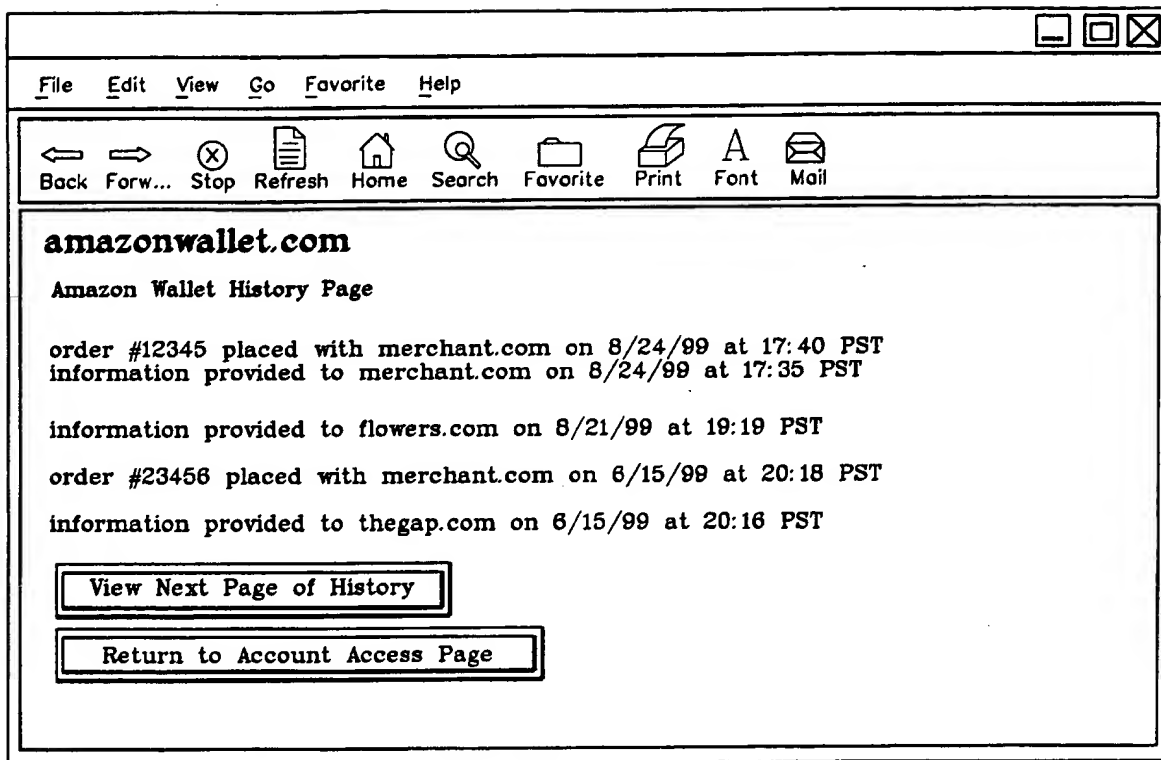 File Edit View Go Favorite Help
Back Forw... Stop Refresh Home Search Favorite Print Font Mail
amazonwallet.com
Amazon Wallet History Page
order #12345 placed with merchant.com on 8/24/99 at 17:40 PST
information provided to merchant.com on 8/24/99 at 17:35 PST
information provided to flowers.com on 8/21/99 at 19:19 PST
order #23456 placed with merchant.com on 6/15/99 at 20:18 PST
information provided to thegap.com on 6/15/99 at 20:16 PST
View Next Page of History
Return to Account Access Page